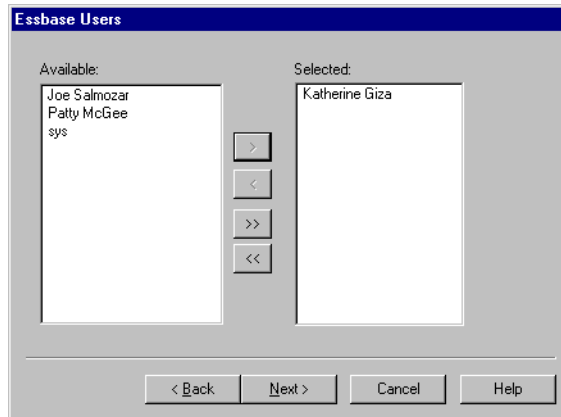 Essbase Users
Available:
Selected:
Joe Salmozar
Patty McGee
sys
Katherine Giza
>
<
>>
<<
< Back
Next >
Cancel
Help